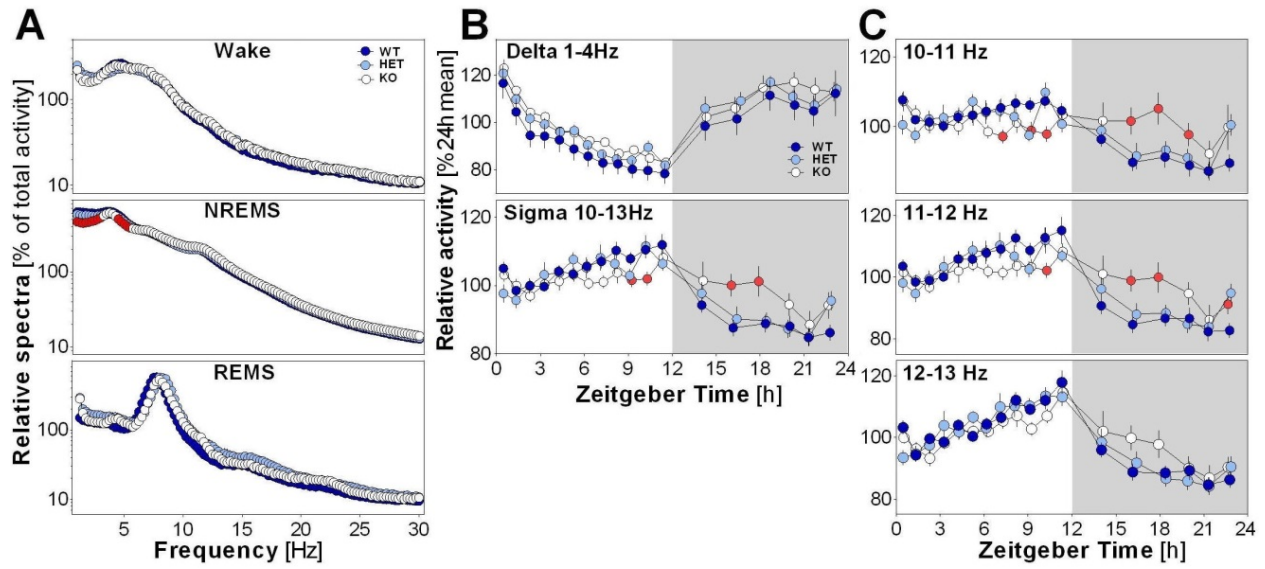 A
Wake
WT
HET
KO
100
10
NREMS
100
10
REMS
100
10
5 10 15 20 25 30
Frequency [Hz]
Relative spectra [% of total activity]
B
Delta 1-4Hz
120
100
80
WT
HET
KO
Sigma 10-13Hz
120
100
80
0 3 6 9 12 15 18 21 24
Zeitgeber Time [h]
Relative activity [%24hmean]
C
10-11 Hz
120
100
11-12 Hz
120
100
80
12-13 Hz
120
100
80
0 3 6 9 12 15 18 21 24
Zeitgeber Time [h]